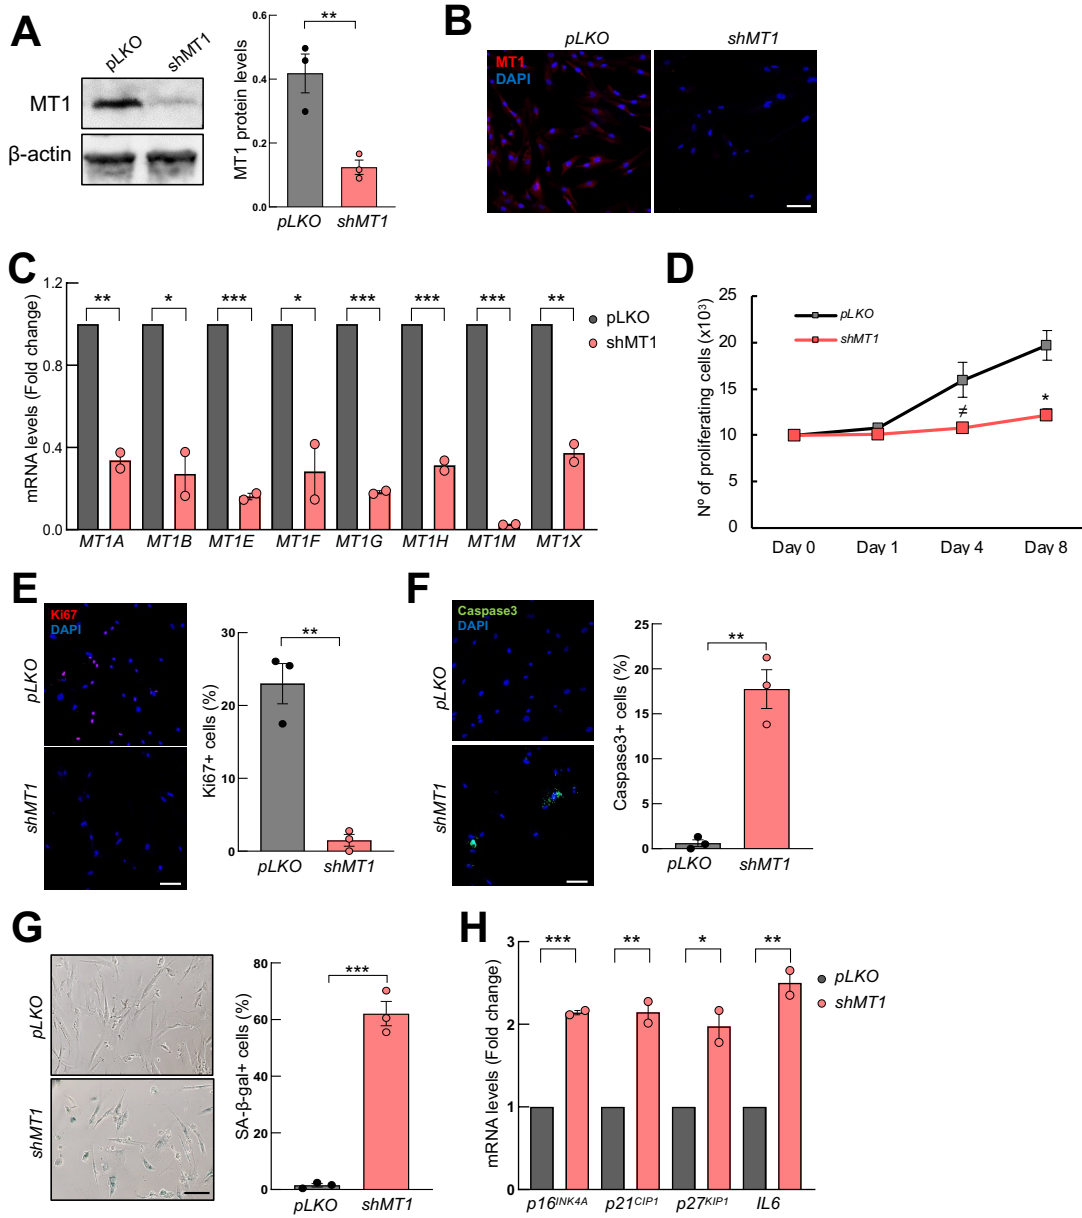 A
pLKO
shMT1
MT1
β-actin
MT1 protein levels
0.6
0.4
0.2
0.0
**
pLKO
shMT1
B
pLKO
shMT1
MT1
DAPI
C
mRNA levels (Fold change)
1.2
0.8
0.4
0.0
**
*
***
*
***
***
***
**
pLKO
shMT1
MT1A
MT1B
MT1E
MT1F
MT1G
MT1H
MT1M
MT1X
D
Nº of proliferating cells (x10³)
25
20
15
10
5
0
pLKO
shMT1
≠
*
Day 0
Day 1
Day 4
Day 8
E
Ki67
DAPI
pLKO
shMT1
Ki67+ cells (%)
30
20
10
0
**
pLKO
shMT1
F
Caspase3
DAPI
pLKO
shMT1
Caspase3+ cells (%)
25
20
15
10
5
0
**
pLKO
shMT1
G
pLKO
shMT1
SA-β-gal+ cells (%)
80
60
40
20
0
***
pLKO
shMT1
H
mRNA levels (Fold change)
3
2
1
0
***
**
*
**
pLKO
shMT1
p16INK4A
p21CIP1
p27KIP1
IL6